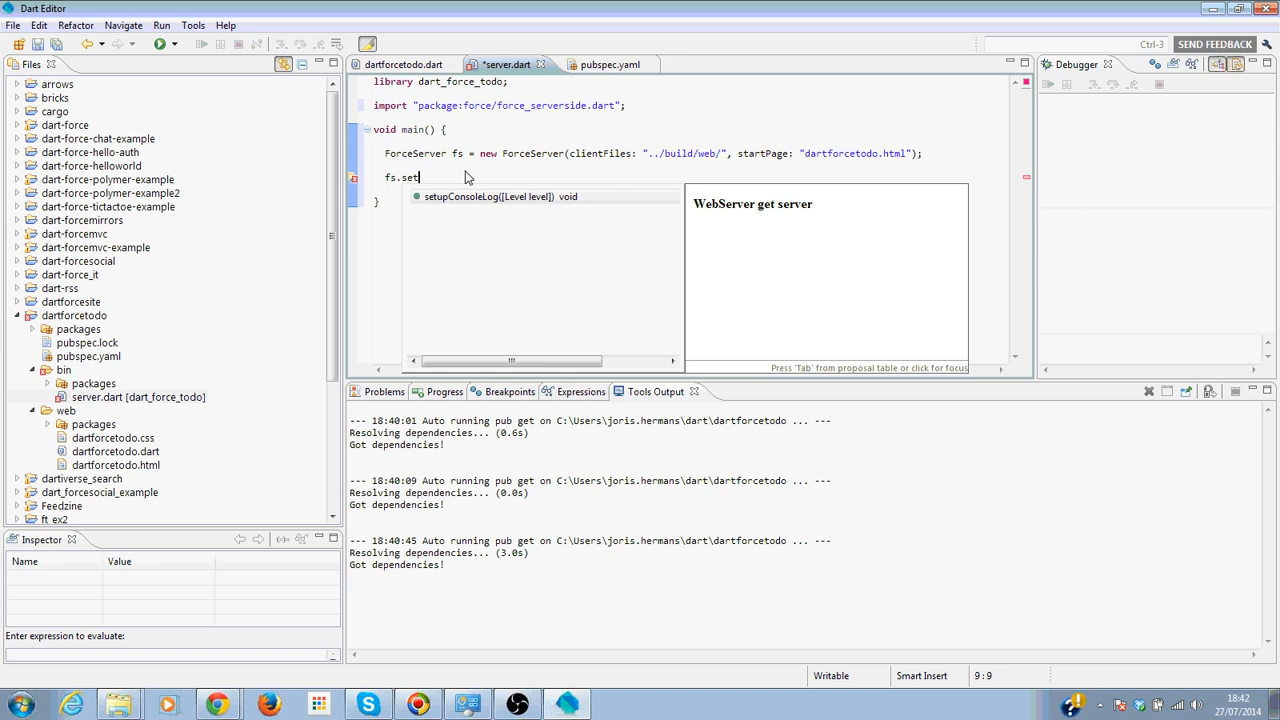 Dart Editor
File Edit Refactor Navigate Run Tools Help
Ctrl-3
SEND FEEDBACK
Files
arrows
bricks
cargo
dart-force
dart-force-chat-example
dart-force-hello-auth
dart-force-helloworld
dart-force-polymer-example
dart-force-polymer-example2
dart-force-tictactoe-example
dart-forcemirrors
dart-forcemvc
dart-forcemvc-example
dart-forcesocial
dart-force_it
dart-rss
dartforcesite
dartforcetodo
packages
pubspec.lock
pubspec.yaml
bin
packages
server.dart [dart_force_todo]
web
packages
dartforcetodo.css
dartforcetodo.dart
dartforcetodo.html
dartiverse_search
dart_forcesocial_example
Feedzine
ft ex2
dartforcetodo.dart *server.dart pubspec.yaml
library dart_force_todo;
import "package:force/force_serverside.dart";
void main() {
ForceServer fs = new ForceServer(clientFiles: "../build/web/", startPage: "dartforcetodo.html");
fs.set
}
setupConsoleLog([Level level]) void
WebServer get server
Press 'Tab' from proposal table or click for focus
Debugger
Problems Progress Breakpoints Expressions Tools Output
--- 18:40:01 Auto running pub get on C:\Users\joris.hermans\dart\dartforcetodo ... ---
Resolving dependencies... (0.6s)
Got dependencies!
--- 18:40:09 Auto running pub get on C:\Users\joris.hermans\dart\dartforcetodo ... ---
Resolving dependencies... (0.0s)
Got dependencies!
--- 18:40:45 Auto running pub get on C:\Users\joris.hermans\dart\dartforcetodo ... ---
Resolving dependencies... (3.0s)
Got dependencies!
Inspector
Name Value
Enter expression to evaluate:
Writable Smart Insert 9 : 9
18:42
27/07/2014